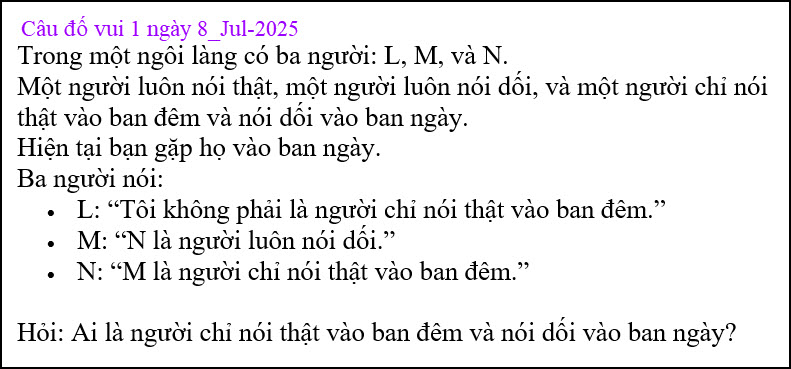 Câu đố vui 1 ngày 8_Jul-2025
Trong một ngôi làng có ba người: L, M, và N.
Một người luôn nói thật, một người luôn nói dối, và một người chỉ nói
thật vào ban đêm và nói dối vào ban ngày.
Hiện tại bạn gặp họ vào ban ngày.
Ba người nói:
• L: “Tôi không phải là người chỉ nói thật vào ban đêm.”
• M: “N là người luôn nói dối.”
• N: “M là người chỉ nói thật vào ban đêm.”
Hỏi: Ai là người chỉ nói thật vào ban đêm và nói dối vào ban ngày?